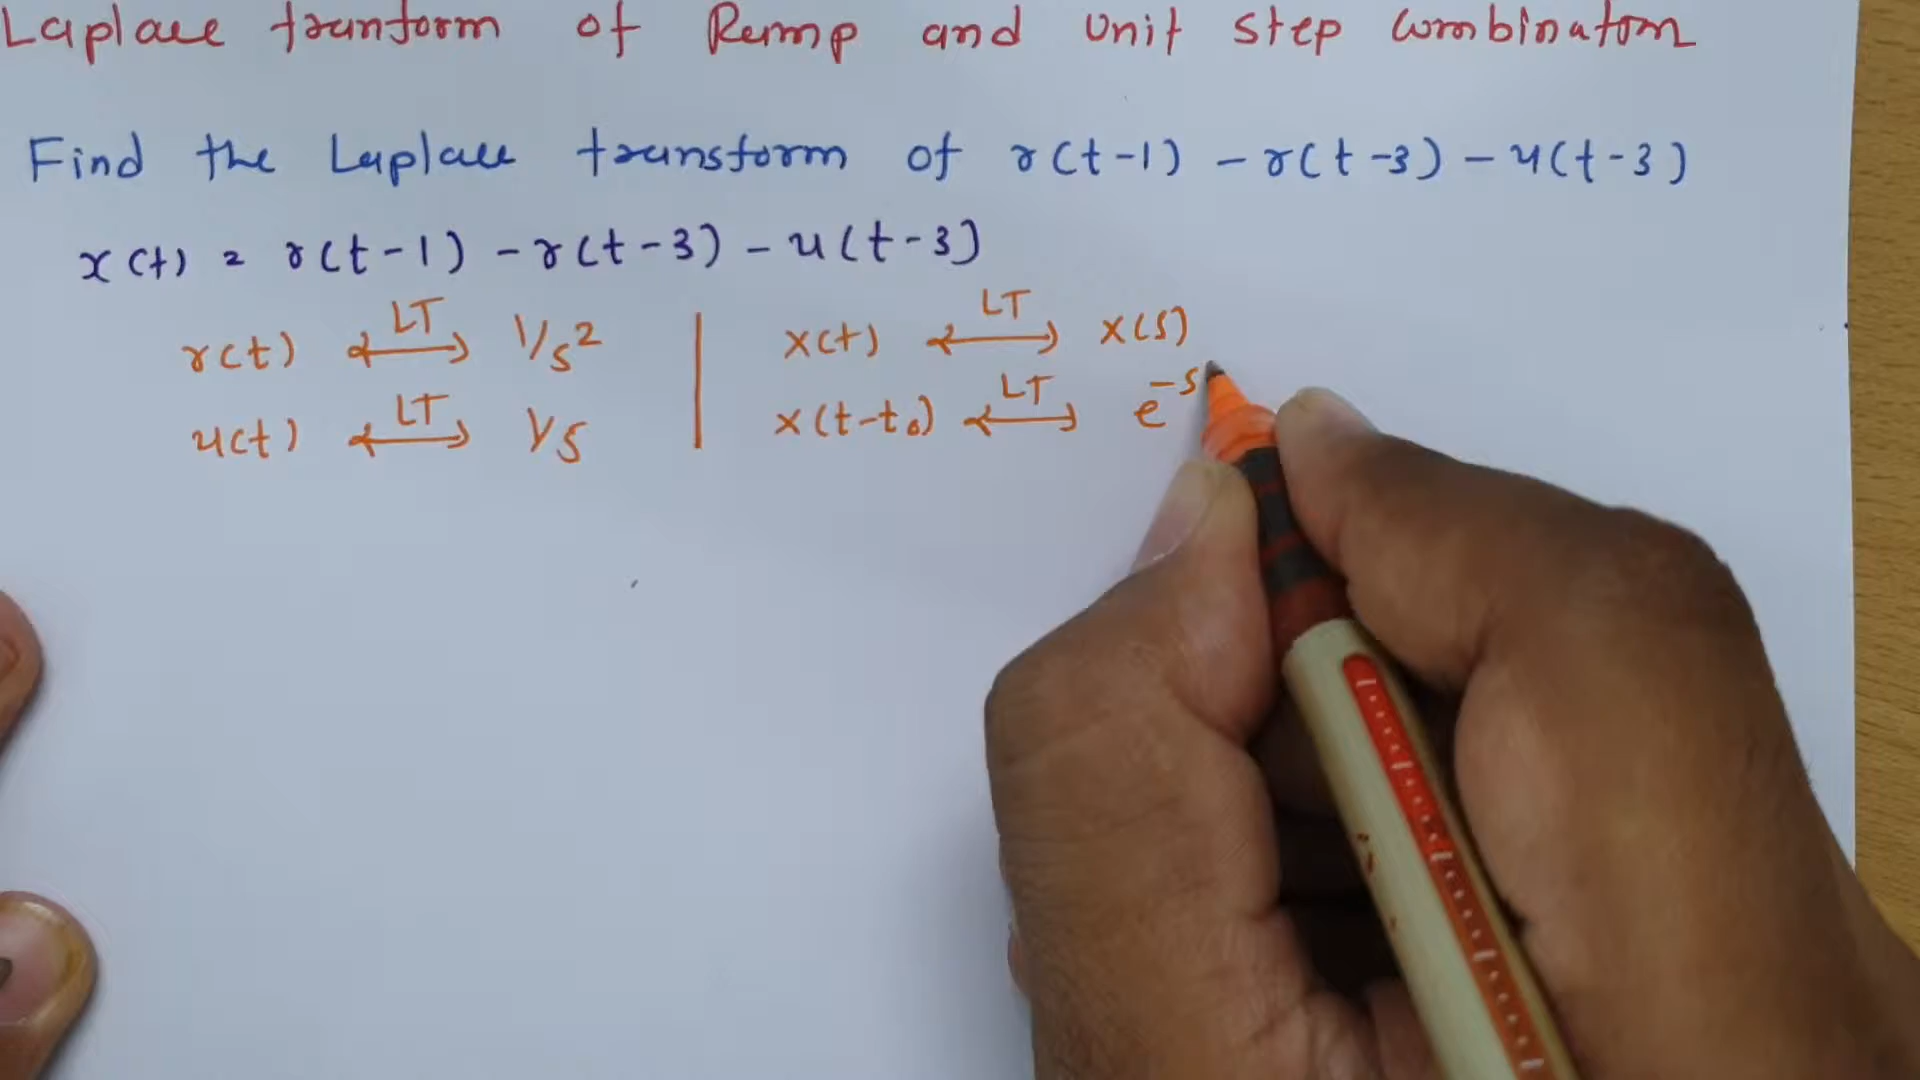 Laplace transform of Ramp and Unit step combination
Find the Laplace transform of r(t-1) - r(t-3) - u(t-3)
x(t) = r(t-1) - r(t-3) - u(t-3)
r(t) <-LT-> 1/s² | x(t) <-LT-> X(s)
u(t) <-LT-> 1/s | x(t-t₀) <-LT-> e^-s